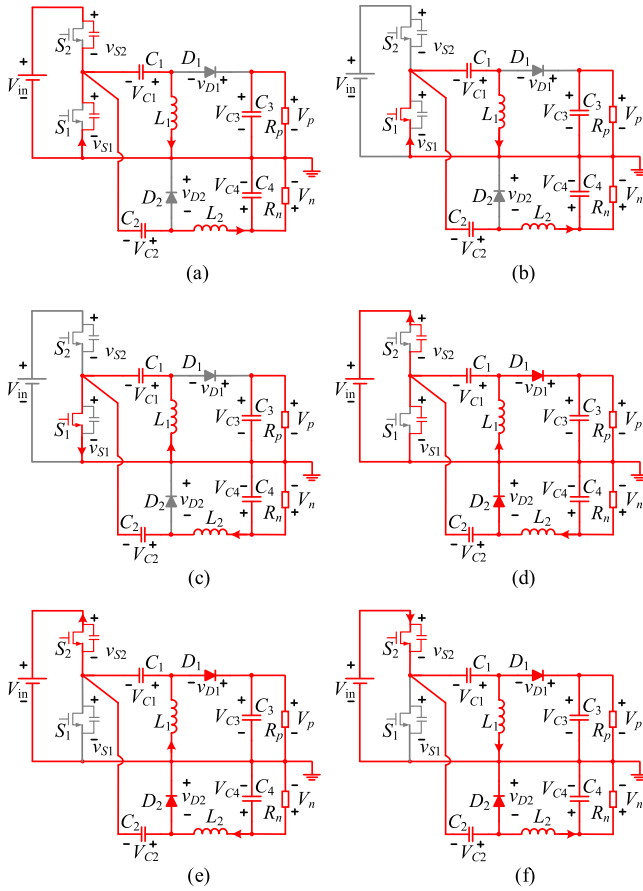 S2 vS2 C1 D1
Vin VC1 vD1 C3
S1 vS1 L1 VC3 Rp Vp
D2 vD2 VC4 C4 Rn Vn
C2 VC2 L2
(a)
S2 vS2 C1 D1
Vin VC1 vD1 C3
S1 vS1 L1 VC3 Rp Vp
D2 vD2 VC4 C4 Rn Vn
C2 VC2 L2
(b)
S2 vS2 C1 D1
Vin VC1 vD1 C3
S1 vS1 L1 VC3 Rp Vp
D2 vD2 VC4 C4 Rn Vn
C2 VC2 L2
(c)
S2 vS2 C1 D1
Vin VC1 vD1 C3
S1 vS1 L1 VC3 Rp Vp
D2 vD2 VC4 C4 Rn Vn
C2 VC2 L2
(d)
S2 vS2 C1 D1
Vin VC1 vD1 C3
S1 vS1 L1 VC3 Rp Vp
D2 vD2 VC4 C4 Rn Vn
C2 VC2 L2
(e)
S2 vS2 C1 D1
Vin VC1 vD1 C3
S1 vS1 L1 VC3 Rp Vp
D2 vD2 VC4 C4 Rn Vn
C2 VC2 L2
(f)